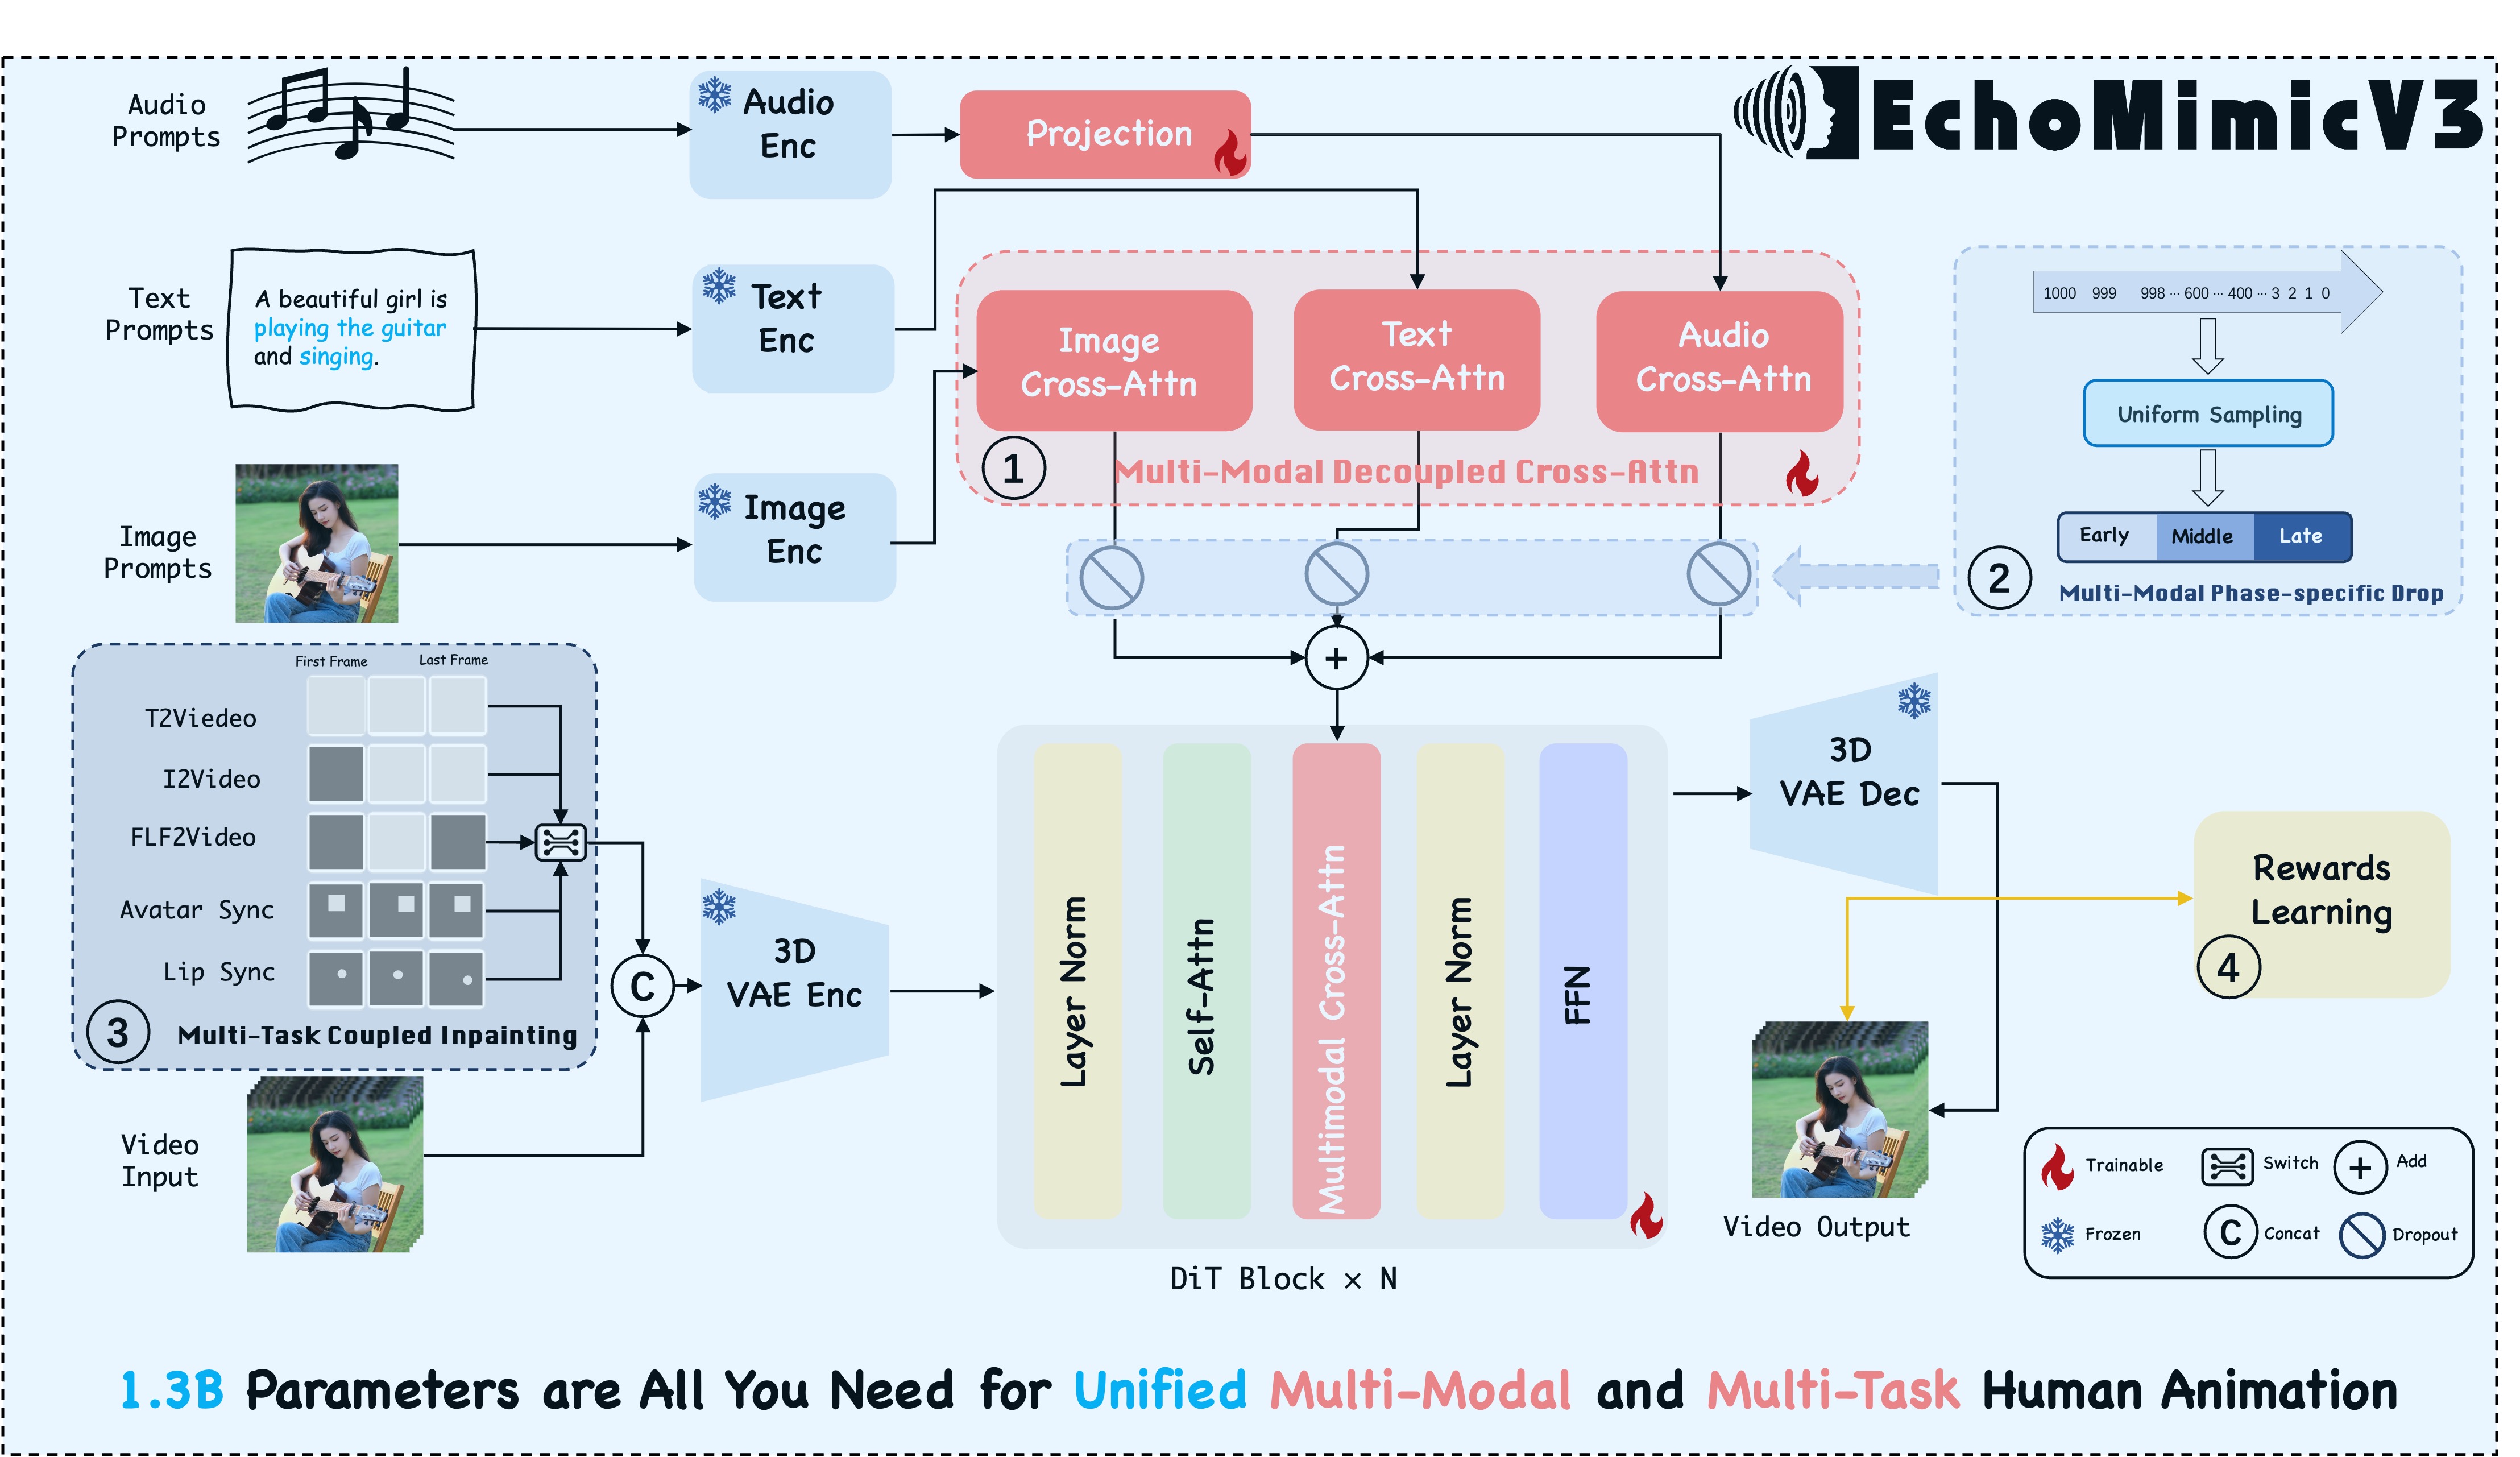 EchoMimicV3
Audio
Prompts
Audio
Enc
Projection
Text
Prompts
A beautiful girl is
playing the guitar
and singing.
Text
Enc
Image
Prompts
Image
Enc
Image
Cross-Attn
Text
Cross-Attn
Audio
Cross-Attn
1
Multi-Modal Decoupled Cross-Attn
1000 999 998 ... 600 ... 400 ... 3 2 1 0
Uniform Sampling
Early Middle Late
2
Multi-Modal Phase-specific Drop
+
First Frame Last Frame
T2Viedeo
I2Video
FLF2Video
Avatar Sync
Lip Sync
3
Multi-Task Coupled Inpainting
Video
Input
C
3D
VAE Enc
Layer Norm
Self-Attn
Multimodal Cross-Attn
Layer Norm
FFN
DiT Block × N
3D
VAE Dec
Rewards
Learning
4
Video Output
Trainable
Switch
+ Add
Frozen
C Concat
Dropout
1.3B Parameters are All You Need for Unified Multi-Modal and Multi-Task Human Animation